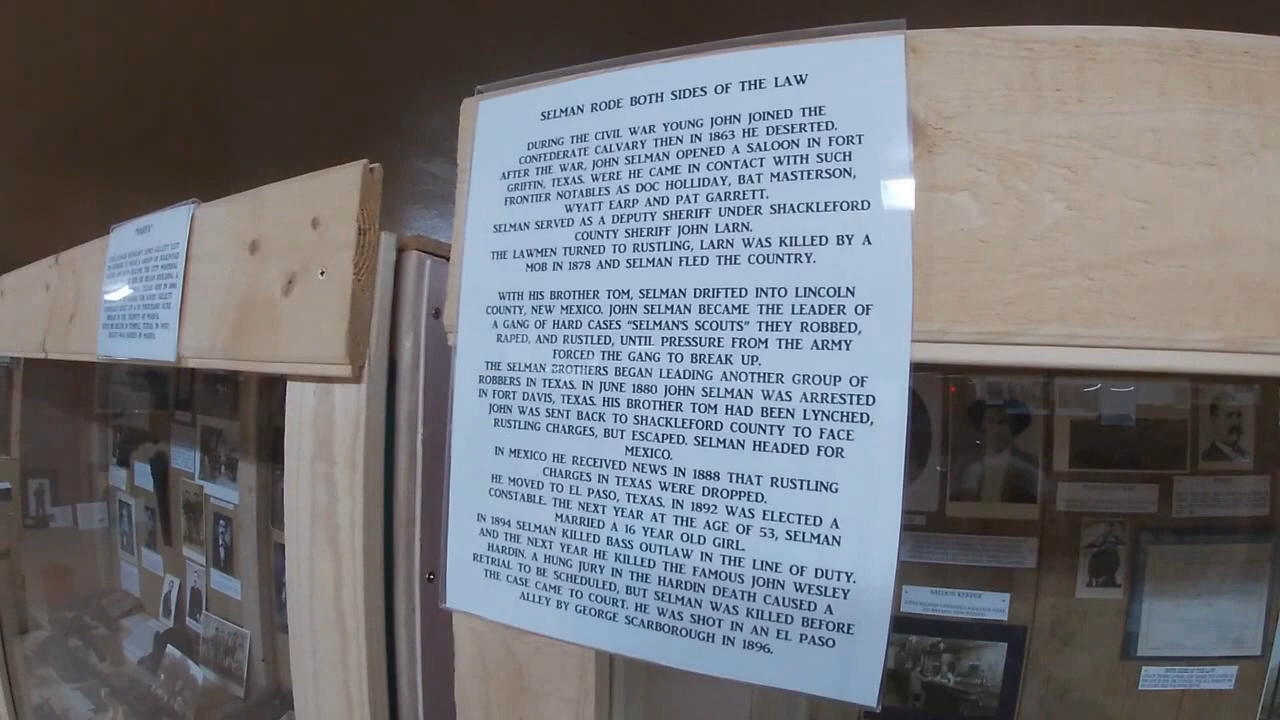 SELMAN RODE BOTH SIDES OF THE LAW
DURING THE CIVIL WAR YOUNG JOHN JOINED THE
CONFEDERATE CALVARY THEN IN 1863 HE DESERTED.
AFTER THE WAR, JOHN SELMAN OPENED A SALOON IN FORT
GRIFFIN, TEXAS. WERE HE CAME IN CONTACT WITH SUCH
FRONTIER NOTABLES AS DOC HOLLIDAY, BAT MASTERSON,
WYATT EARP AND PAT GARRETT.
SELMAN SERVED AS A DEPUTY SHERIFF UNDER SHACKLEFORD
COUNTY SHERIFF JOHN LARN.
THE LAWMEN TURNED TO RUSTLING, LARN WAS KILLED BY A
MOB IN 1878 AND SELMAN FLED THE COUNTRY.
WITH HIS BROTHER TOM, SELMAN DRIFTED INTO LINCOLN
COUNTY, NEW MEXICO. JOHN SELMAN BECAME THE LEADER OF
A GANG OF HARD CASES "SELMAN'S SCOUTS" THEY ROBBED,
RAPED, AND RUSTLED, UNTIL PRESSURE FROM THE ARMY
FORCED THE GANG TO BREAK UP.
THE SELMAN BROTHERS BEGAN LEADING ANOTHER GROUP OF
ROBBERS IN TEXAS. IN JUNE 1880 JOHN SELMAN WAS ARRESTED
IN FORT DAVIS, TEXAS. HIS BROTHER TOM HAD BEEN LYNCHED,
JOHN WAS SENT BACK TO SHACKLEFORD COUNTY TO FACE
RUSTLING CHARGES, BUT ESCAPED. SELMAN HEADED FOR
MEXICO.
IN MEXICO HE RECEIVED NEWS IN 1888 THAT RUSTLING
CHARGES IN TEXAS WERE DROPPED.
HE MOVED TO EL PASO, TEXAS. IN 1892 WAS ELECTED A
CONSTABLE. THE NEXT YEAR AT THE AGE OF 53, SELMAN
MARRIED A 16 YEAR OLD GIRL.
IN 1894 SELMAN KILLED BASS OUTLAW IN THE LINE OF DUTY.
AND THE NEXT YEAR HE KILLED THE FAMOUS JOHN WESLEY
HARDIN. A HUNG JURY IN THE HARDIN DEATH CAUSED A
RETRIAL TO BE SCHEDULED, BUT SELMAN WAS KILLED BEFORE
THE CASE CAME TO COURT. HE WAS SHOT IN AN EL PASO
ALLEY BY GEORGE SCARBOROUGH IN 1896.
SALOON KEEPER